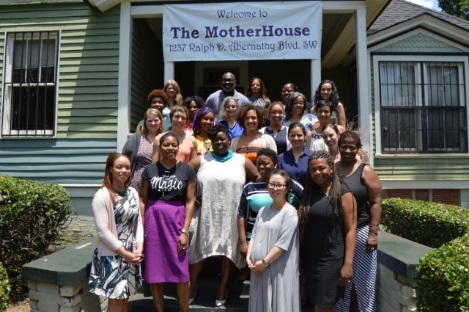 Welcome to
The MotherHouse
1237 Ralph D. Abernathy Blvd. SW
Magic